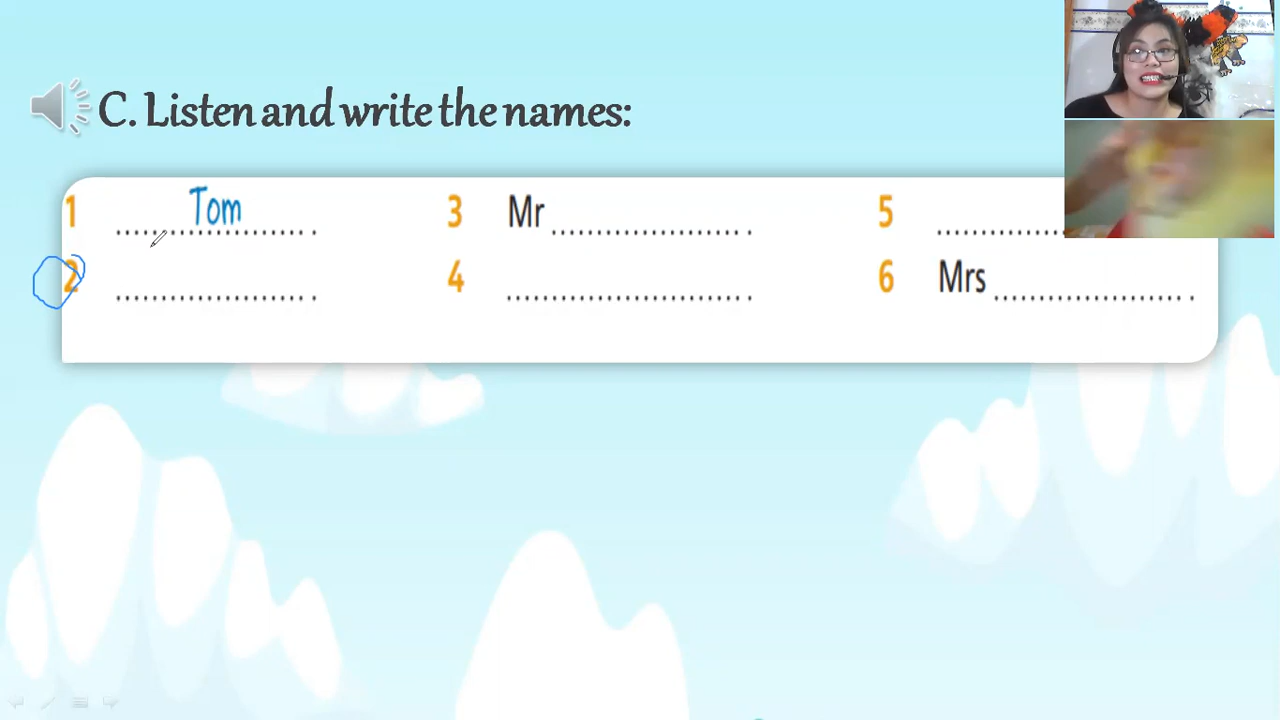 C. Listen and write the names:
1 Tom .................... 3 Mr .................... 5 ....................
2 .................... 4 .................... 6 Mrs ....................